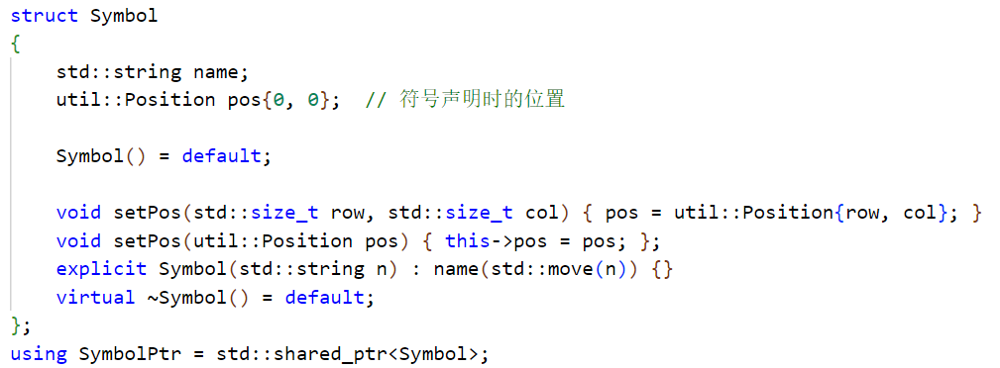 struct Symbol
{
    std::string name;
    util::Position pos{0, 0};  // 符号声明时的位置
    Symbol() = default;
    void setPos(std::size_t row, std::size_t col) { pos = util::Position{row, col}; }
    void setPos(util::Position pos) { this->pos = pos; };
    explicit Symbol(std::string n) : name(std::move(n)) {}
    virtual ~Symbol() = default;
};
using SymbolPtr = std::shared_ptr<Symbol>;